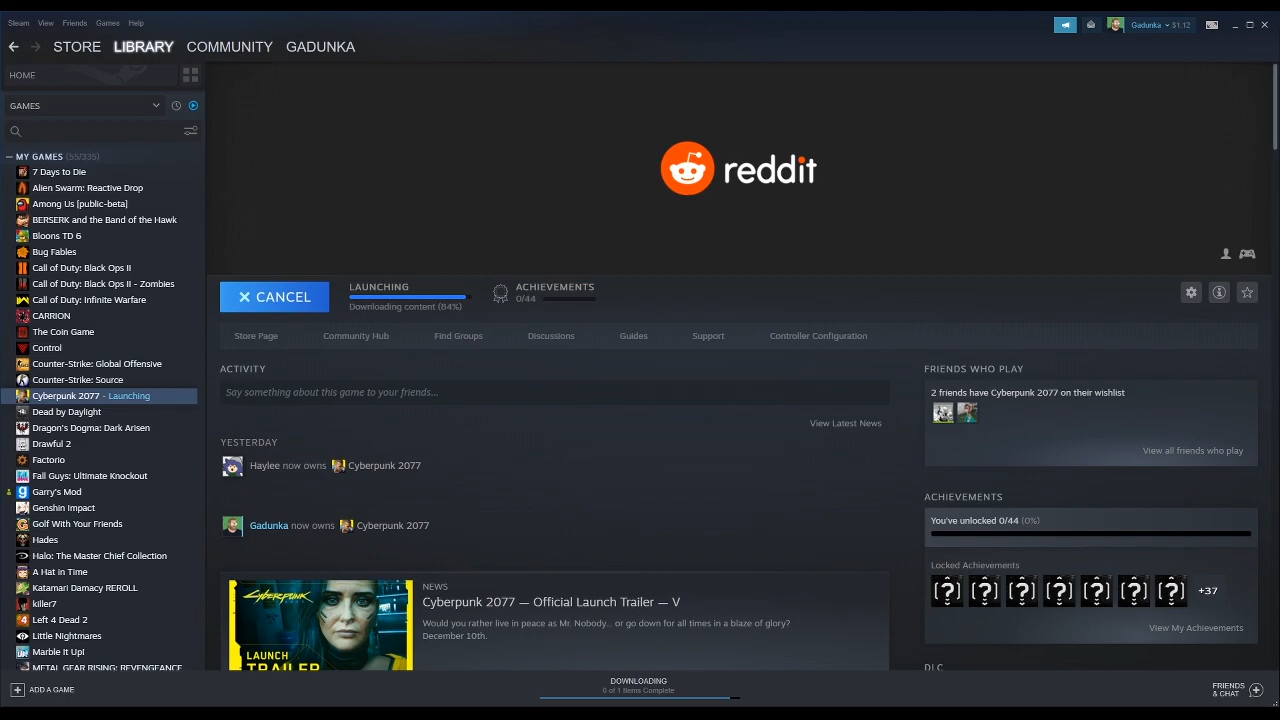 Steam View Friends Games Help
Gadunka $1.12
STORE LIBRARY COMMUNITY GADUNKA
HOME
GAMES
MY GAMES (55/335)
7 Days to Die
Alien Swarm: Reactive Drop
Among Us [public-beta]
BERSERK and the Band of the Hawk
Bloons TD 6
Bug Fables
Call of Duty: Black Ops II
Call of Duty: Black Ops II - Zombies
Call of Duty: Infinite Warfare
CARRION
The Coin Game
Control
Counter-Strike: Global Offensive
Counter-Strike: Source
Cyberpunk 2077 - Launching
Dead by Daylight
Dragon's Dogma: Dark Arisen
Drawful 2
Factorio
Fall Guys: Ultimate Knockout
Garry's Mod
Genshin Impact
Golf With Your Friends
Hades
Halo: The Master Chief Collection
A Hat in Time
Katamari Damacy REROLL
killer7
Left 4 Dead 2
Little Nightmares
Marble It Up!
METAL GEAR RISING: REVENGEANCE
ADD A GAME
reddit
CANCEL
LAUNCHING
Downloading content (84%)
ACHIEVEMENTS
0/44
Store Page Community Hub Find Groups Discussions Guides Support Controller Configuration
ACTIVITY
Say something about this game to your friends...
View Latest News
YESTERDAY
Haylee now owns Cyberpunk 2077
Gadunka now owns Cyberpunk 2077
Cyberpunk
LAUNCH
TRAILER
NEWS
Cyberpunk 2077 — Official Launch Trailer — V
Would you rather live in peace as Mr. Nobody... or go down for all times in a blaze of glory?
December 10th.
FRIENDS WHO PLAY
2 friends have Cyberpunk 2077 on their wishlist
View all friends who play
ACHIEVEMENTS
You've unlocked 0/44 (0%)
Locked Achievements
+37
View My Achievements
DLC
DOWNLOADING
0 of 1 Items Complete
FRIENDS
& CHAT